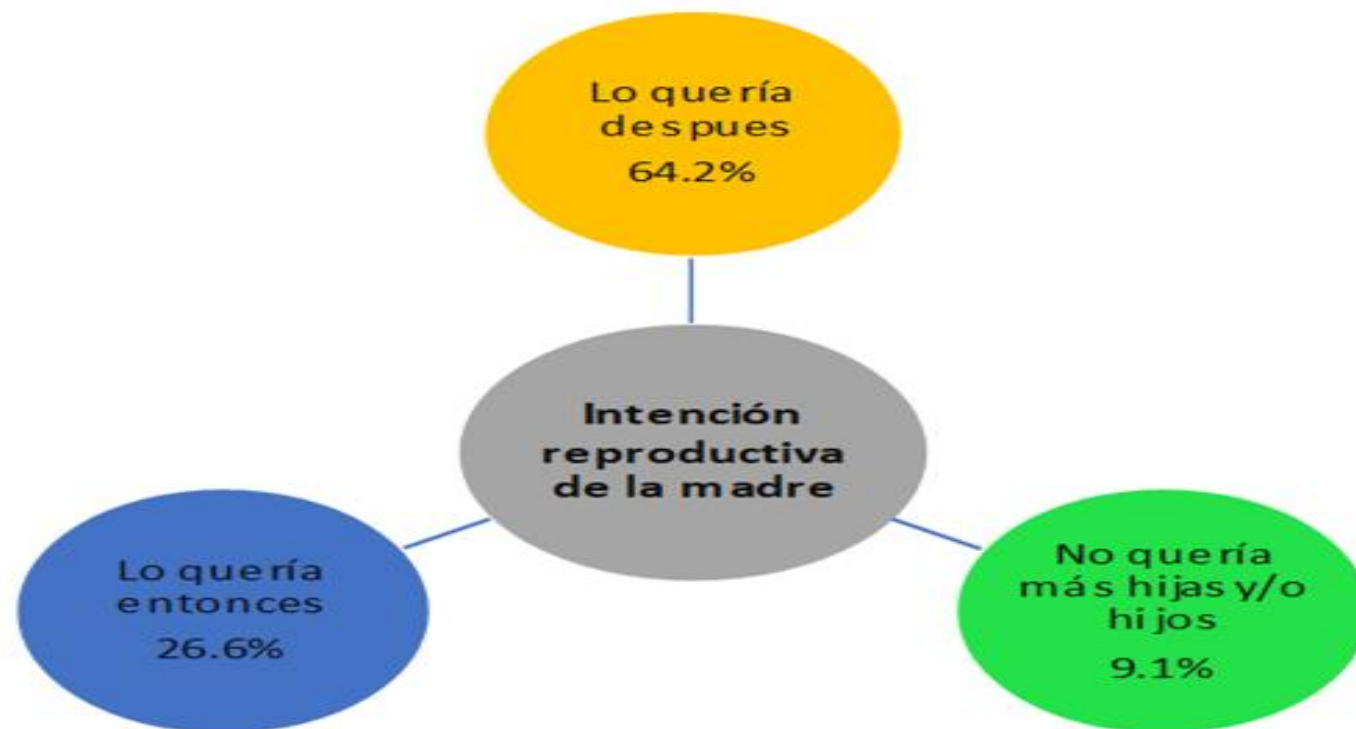 Lo quería
despues
64.2%
Intención
reproductiva
de la madre
Lo quería
entonces
26.6%
No quería
más hijas y/o
hijos
9.1%